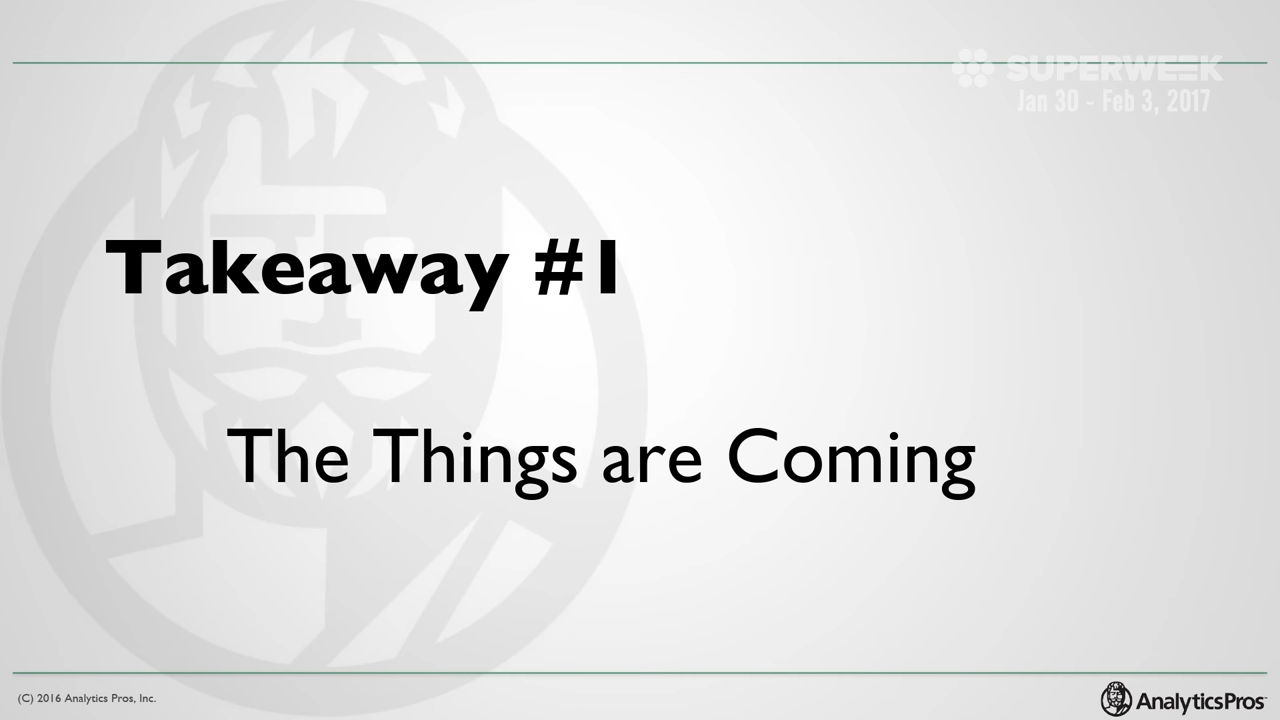 SUPERWEEK
Jan 30 - Feb 3, 2017
Takeaway #1
The Things are Coming
(C) 2016 Analytics Pros, Inc.
AnalyticsPros